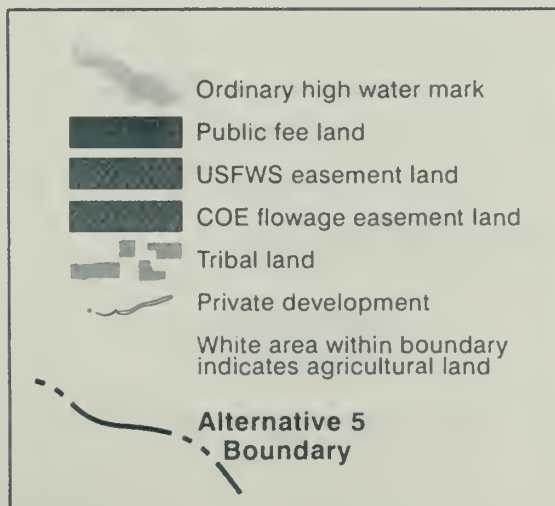 Ordinary high water mark
Public fee land
USFWS easement land
COE flowage easement land
Tribal land
Private development
White area within boundary
indicates agricultural land
Alternative 5
Boundary